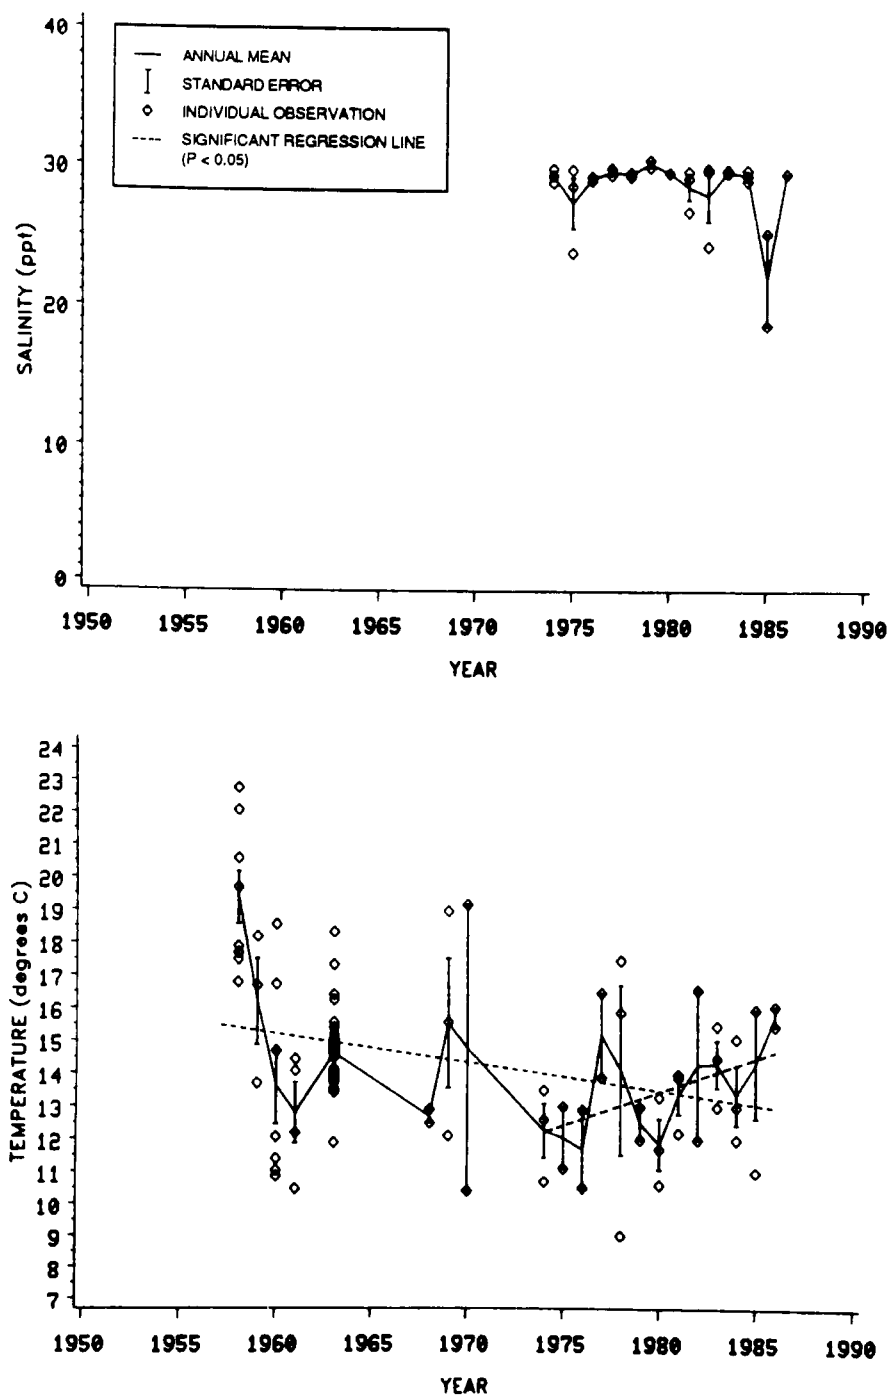 40
ANNUAL MEAN
STANDARD ERROR
INDIVIDUAL OBSERVATION
SIGNIFICANT REGRESSION LINE
(P < 0.05)
30
20
10
0
SALINITY (ppt)
1950 1955 1960 1965 1970 1975 1980 1985 1990
YEAR
24
23
22
21
20
19
18
17
16
15
14
13
12
11
10
9
8
7
TEMPERATURE (degrees C)
1950 1955 1960 1965 1970 1975 1980 1985 1990
YEAR